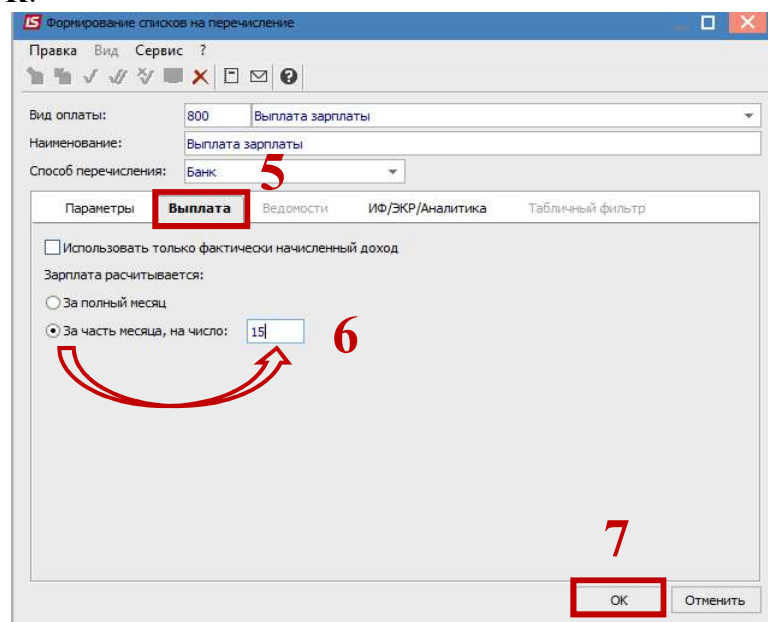 К.
IS Формирование списков на перечисление
Правка Вид Сервис ?
Вид оплаты: 800 Выплата зарплаты
Наименование: Выплата зарплаты
Способ перечисления: Банк
5
Параметры Выплата Ведомости ИФ/ЭКР/Аналитика Табличный фильтр
Использовать только фактически начисленный доход
Зарплата расчитывается:
За полный месяц
За часть месяца, на число: 15
6
7
ОК Отменить